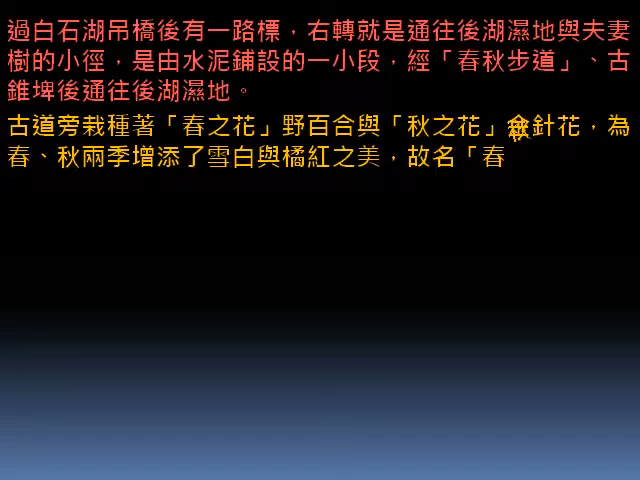 過白石湖吊橋後有一路標，右轉就是通往後湖濕地與夫妻
樹的小徑，是由水泥鋪設的一小段，經「春秋步道」、古
錐埤後通往後湖濕地。
古道旁栽種著「春之花」野百合與「秋之花」金針花，為
春、秋兩季增添了雪白與橘紅之美，故名「春